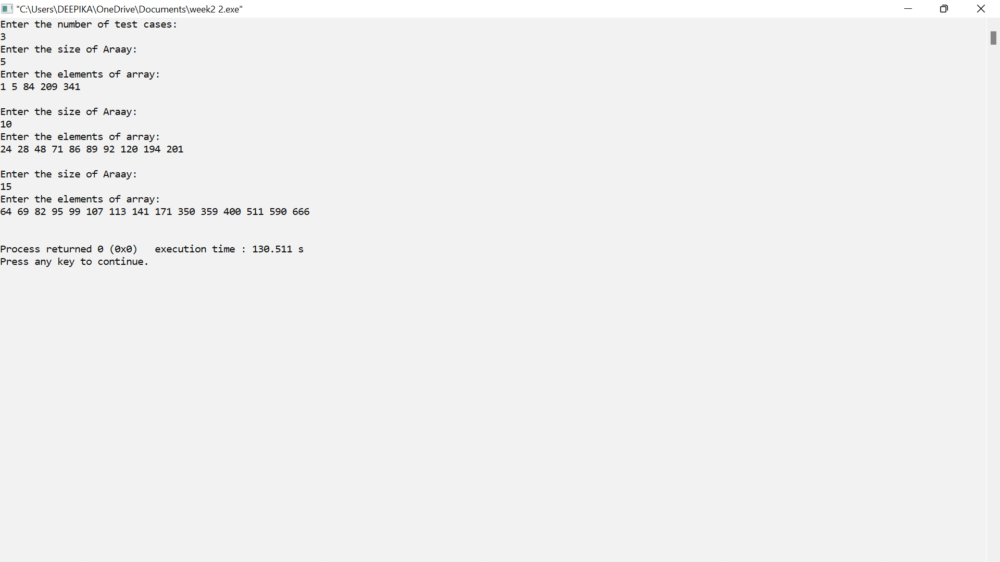 "C:\Users\DEEPIKA\OneDrive\Documents\week2 2.exe"
Enter the number of test cases:
3
Enter the size of Araay:
5
Enter the elements of array:
1 5 84 209 341
Enter the size of Araay:
10
Enter the elements of array:
24 28 48 71 86 89 92 120 194 201
Enter the size of Araay:
15
Enter the elements of array:
64 69 82 95 99 107 113 141 171 350 359 400 511 590 666
Process returned 0 (0x0)   execution time : 130.511 s
Press any key to continue.